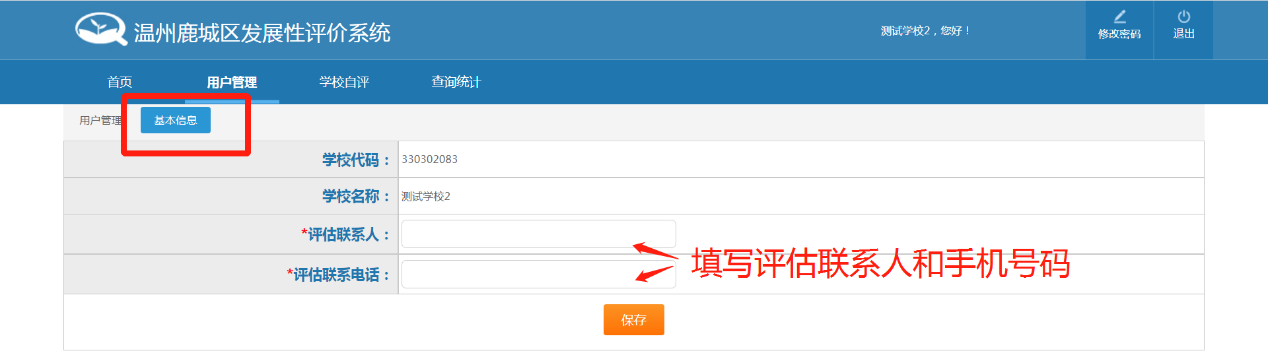 温州鹿城区发展性评价系统
测试学校2，您好！
修改密码
退出
首页 用户管理 学校自评 查询统计
用户管理 基本信息
学校代码： 330302083
学校名称： 测试学校2
*评估联系人：
*评估联系电话：
填写评估联系人和手机号码
保存